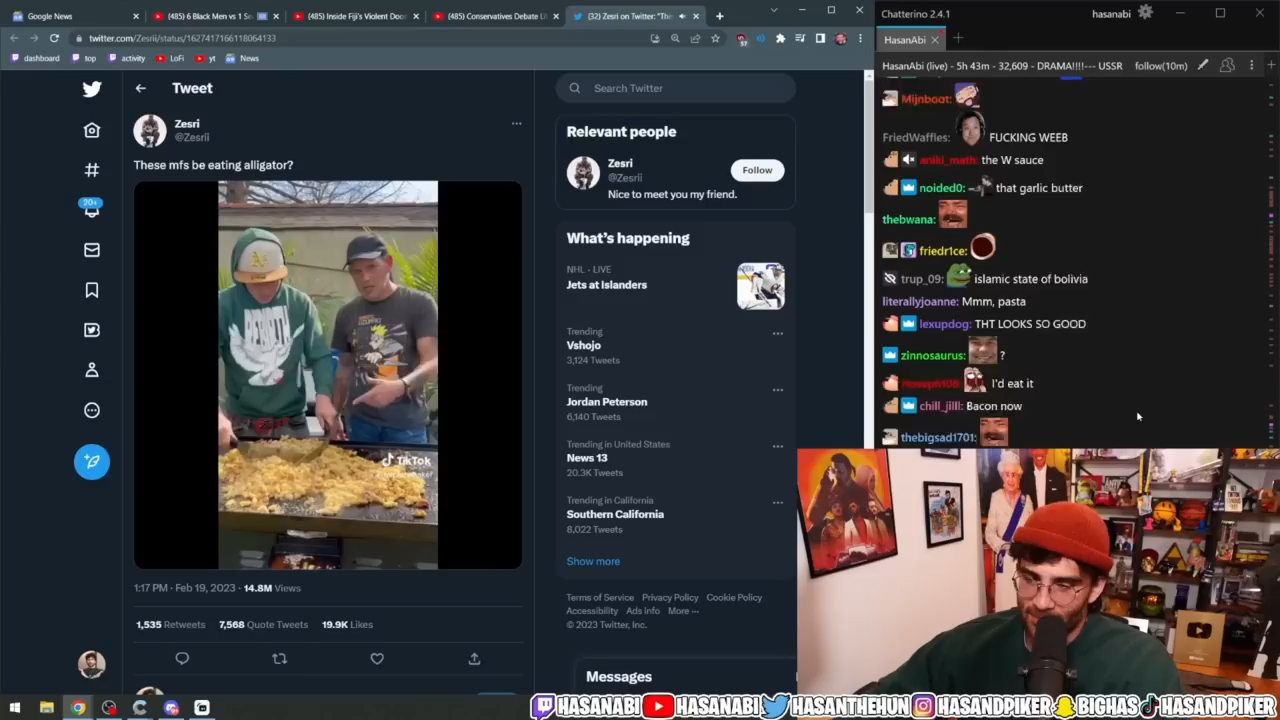 Google News
(485) 6 Black Men vs 1 Se
(485) Inside Fiji's Violent Doc
(485) Conservatives Debate Li
(32) Zesri on Twitter: "The
twitter.com/Zesrii/status/1627417166118064133
57
dashboard
top
activity
LoFi
yt
News
Tweet
Zesri
@Zesrii
These mfs be eating alligator?
TikTok
1:17 PM · Feb 19, 2023 · 14.8M Views
1,535 Retweets 7,568 Quote Tweets 19.9K Likes
20+
Search Twitter
Relevant people
Zesri
@Zesrii
Follow
Nice to meet you my friend.
What's happening
NHL · LIVE
Jets at Islanders
Trending
Vshojo
3,124 Tweets
Trending
Jordan Peterson
6,140 Tweets
Trending in United States
News 13
20.3K Tweets
Trending in California
Southern California
8,022 Tweets
Show more
Terms of Service Privacy Policy Cookie Policy
Accessibility Ads info More ···
© 2023 Twitter, Inc.
Messages
Chatterino 2.4.1
hasanabi
HasanAbi
HasanAbi (live) - 5h 43m - 32,609 - DRAMA!!!!--- USSR
follow(10m)
Mijnboot:
FriedWaffles: FUCKING WEEB
aniki_math: the W sauce
noided0: that garlic butter
thebwana:
friedr1ce:
trup_09: islamic state of bolivia
literallyjoanne: Mmm, pasta
lexupdog: THT LOOKS SO GOOD
zinnosaurus: ?
I'd eat it
chill_jilll: Bacon now
thebigsad1701:
HASANABI HASANABI HASANTHEHUN HASANDPIKER BIGHAS HASANDPIKER